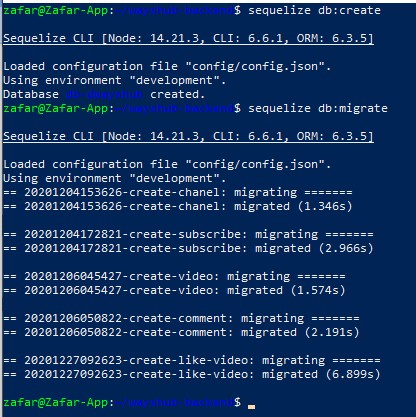 zafar@Zafar-App:~/wayshub-backend$ sequelize db:create
Sequelize CLI [Node: 14.21.3, CLI: 6.6.1, ORM: 6.3.5]
Loaded configuration file "config/config.json".
Using environment "development".
Database created.
zafar@Zafar-App:~/wayshub-backend$ sequelize db:migrate
Sequelize CLI [Node: 14.21.3, CLI: 6.6.1, ORM: 6.3.5]
Loaded configuration file "config/config.json".
Using environment "development".
== 20201204153626-create-chanel: migrating =======
== 20201204153626-create-chanel: migrated (1.346s)
== 20201204172821-create-subscribe: migrating =======
== 20201204172821-create-subscribe: migrated (2.966s)
== 20201206045427-create-video: migrating =======
== 20201206045427-create-video: migrated (1.574s)
== 20201206050822-create-comment: migrating =======
== 20201206050822-create-comment: migrated (2.191s)
== 20201227092623-create-like-video: migrating =======
== 20201227092623-create-like-video: migrated (6.899s)
zafar@Zafar-App:~/wayshub-backend$